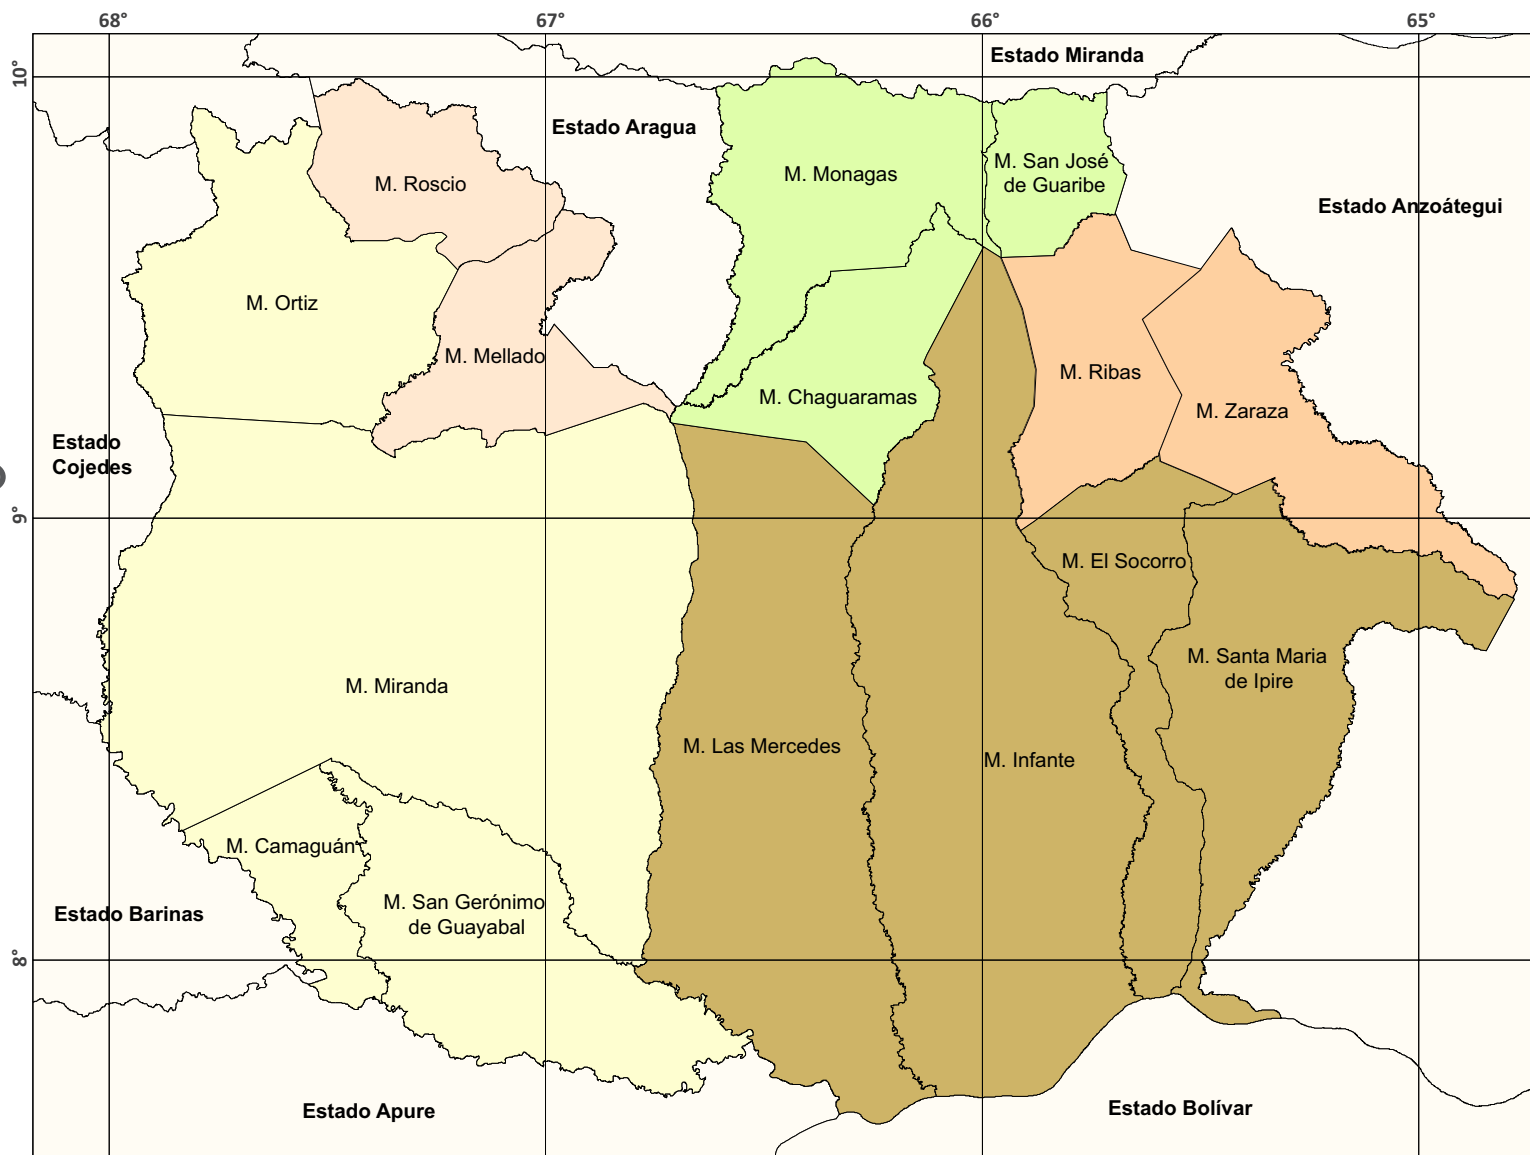 68°
67°
66°
65°
10°
Estado Miranda
Estado Aragua
M. San José
de Guaribe
M. Monagas
M. Roscio
Estado Anzoátegui
M. Ortiz
M. Mellado
M. Ribas
M. Chaguaramas
M. Zaraza
Estado
Cojedes
9°
M. El Socorro
M. Santa Maria
de Ipire
M. Miranda
M. Las Mercedes
M. Infante
M. Camaguán
M. San Gerónimo
de Guayabal
Estado Barinas
8°
Estado Apure
Estado Bolívar